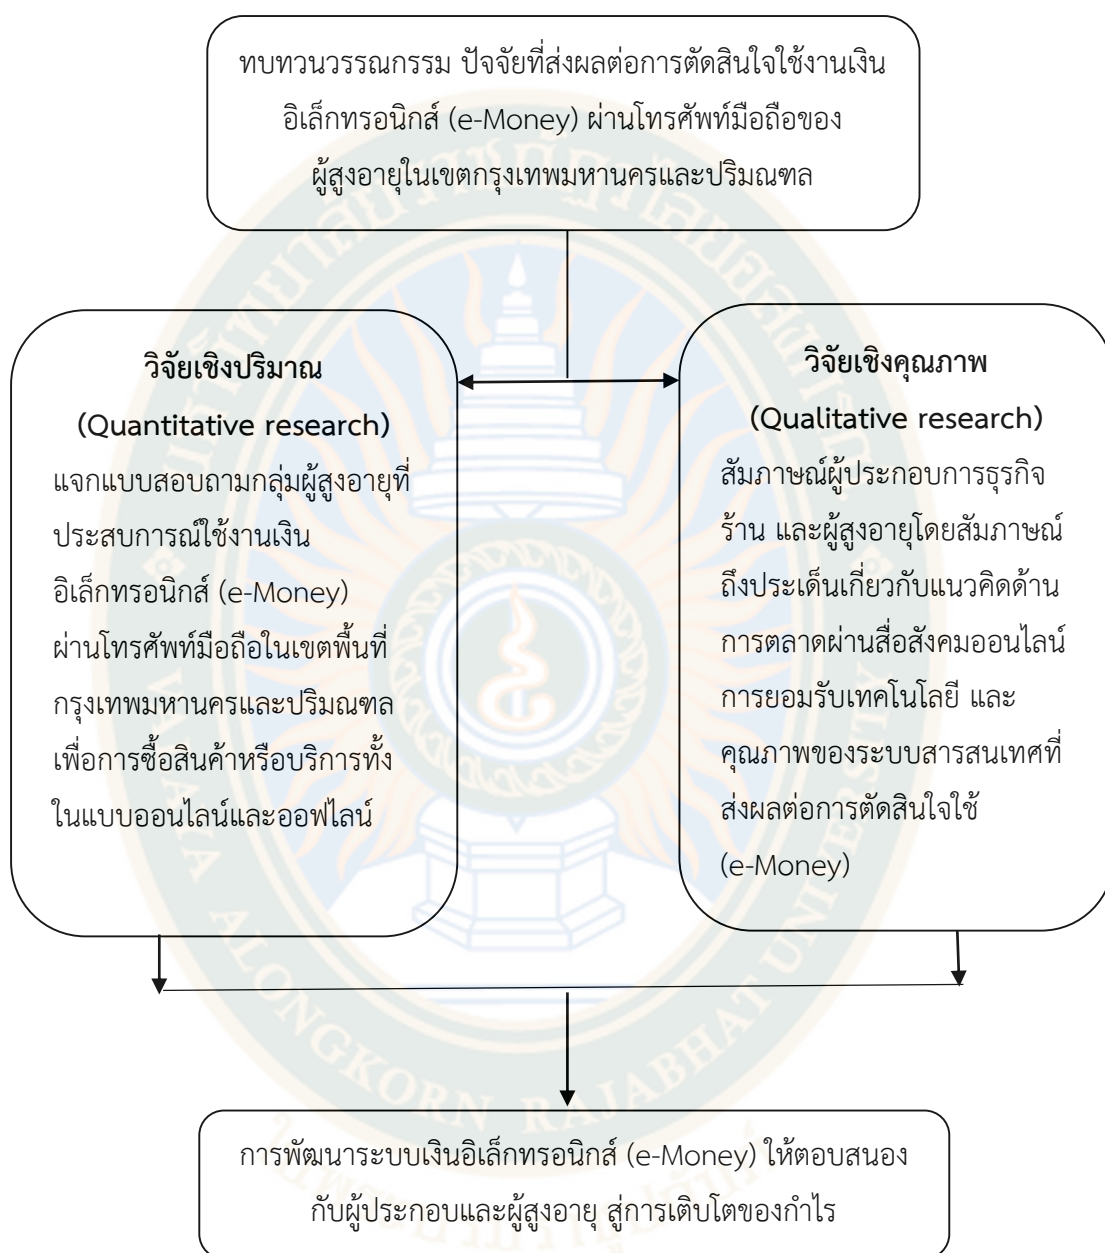 ทบทวนวรรณกรรม ปัจจัยที่ส่งผลต่อการตัดสินใจใช้งานเงิน
อิเล็กทรอนิกส์ (e-Money) ผ่านโทรศัพท์มือถือของ
ผู้สูงอายุในเขตกรุงเทพมหานครและปริมณฑล
วิจัยเชิงปริมาณ
(Quantitative research)
แจกแบบสอบถามกลุ่มผู้สูงอายุที่
ประสบการณ์ใช้งานเงิน
อิเล็กทรอนิกส์ (e-Money)
ผ่านโทรศัพท์มือถือในเขตพื้นที่
กรุงเทพมหานครและปริมณฑล
เพื่อการซื้อสินค้าหรือบริการทั้ง
ในแบบออนไลน์และออฟไลน์
วิจัยเชิงคุณภาพ
(Qualitative research)
สัมภาษณ์ผู้ประกอบการธุรกิจ
ร้าน และผู้สูงอายุโดยสัมภาษณ์
ถึงประเด็นเกี่ยวกับแนวคิดด้าน
การตลาดผ่านสื่อสังคมออนไลน์
การยอมรับเทคโนโลยี และ
คุณภาพของระบบสารสนเทศที่
ส่งผลต่อการตัดสินใจใช้
(e-Money)
การพัฒนาระบบเงินอิเล็กทรอนิกส์ (e-Money) ให้ตอบสนอง
กับผู้ประกอบและผู้สูงอายุ สู่การเติบโตของกำไร
ALONGKORN RAJABHAT UNIVERSITY